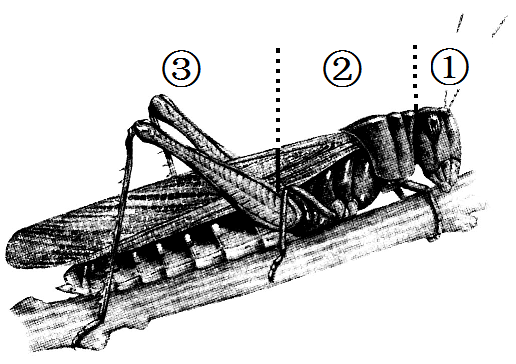 ③ ② ①